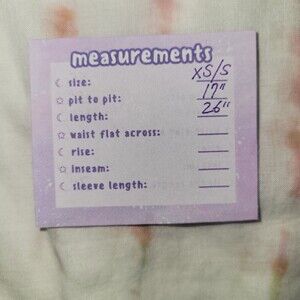 measurements
size: XS/S
pit to pit: 17"
length: 26"
waist flat across:
rise:
inseam:
sleeve length: